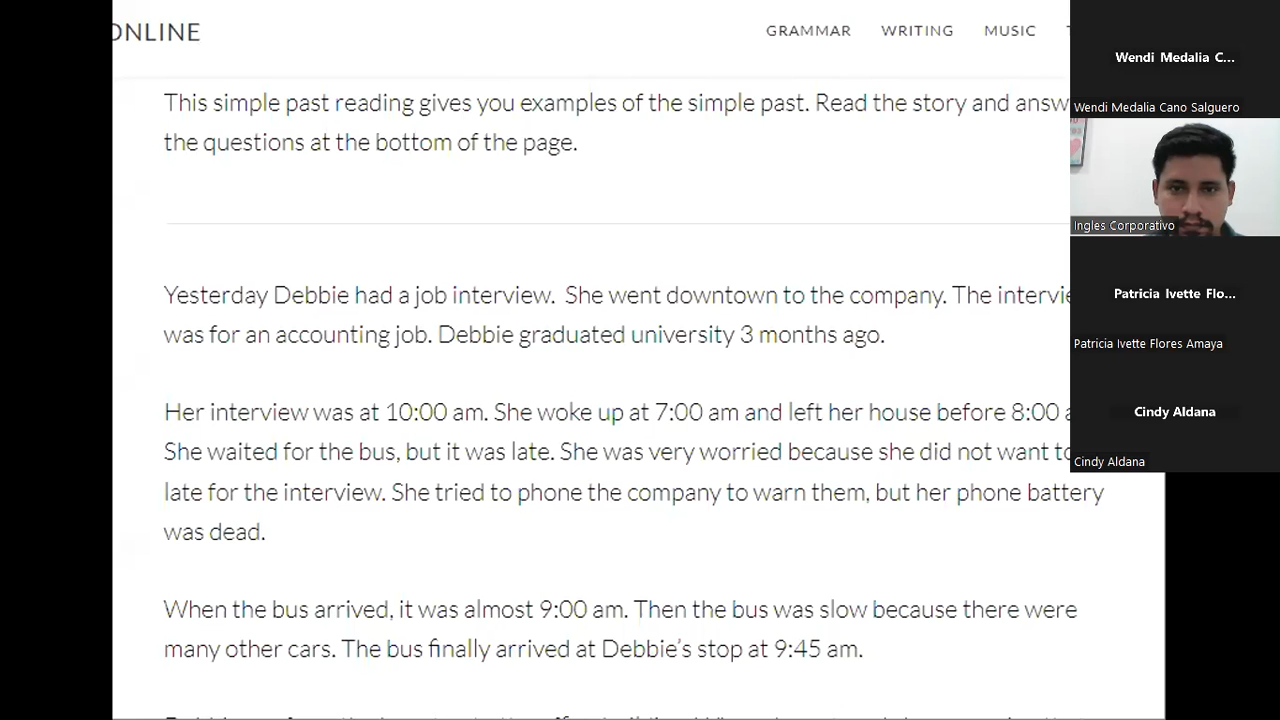 ONLINE
GRAMMAR WRITING MUSIC
This simple past reading gives you examples of the simple past. Read the story and answ
the questions at the bottom of the page.
Yesterday Debbie had a job interview. She went downtown to the company. The intervie
was for an accounting job. Debbie graduated university 3 months ago.
Her interview was at 10:00 am. She woke up at 7:00 am and left her house before 8:00 a
She waited for the bus, but it was late. She was very worried because she did not want to
late for the interview. She tried to phone the company to warn them, but her phone battery
was dead.
When the bus arrived, it was almost 9:00 am. Then the bus was slow because there were
many other cars. The bus finally arrived at Debbie's stop at 9:45 am.
Wendi Medalia C...
Wendi Medalia Cano Salguero
Ingles Corporativo
Patricia Ivette Flo...
Patricia Ivette Flores Amaya
Cindy Aldana
Cindy Aldana